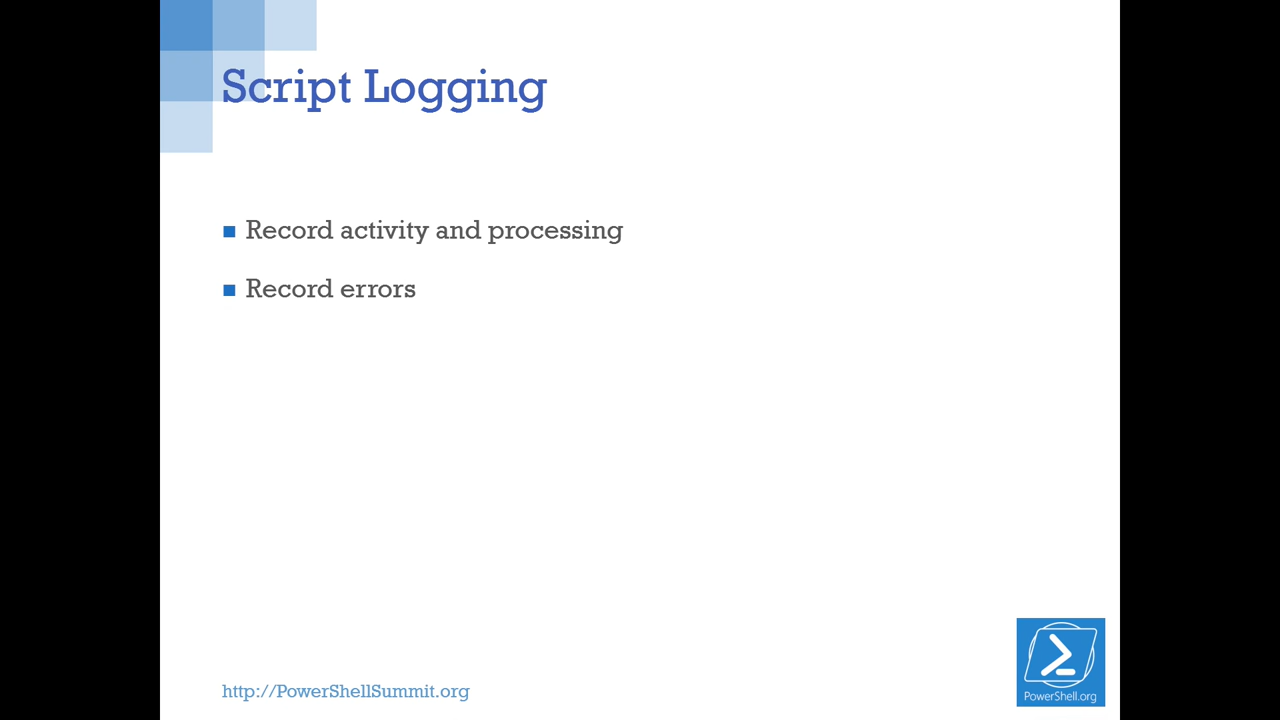 Script Logging
Record activity and processing
Record errors
http://PowerShellSummit.org
PowerShell.org